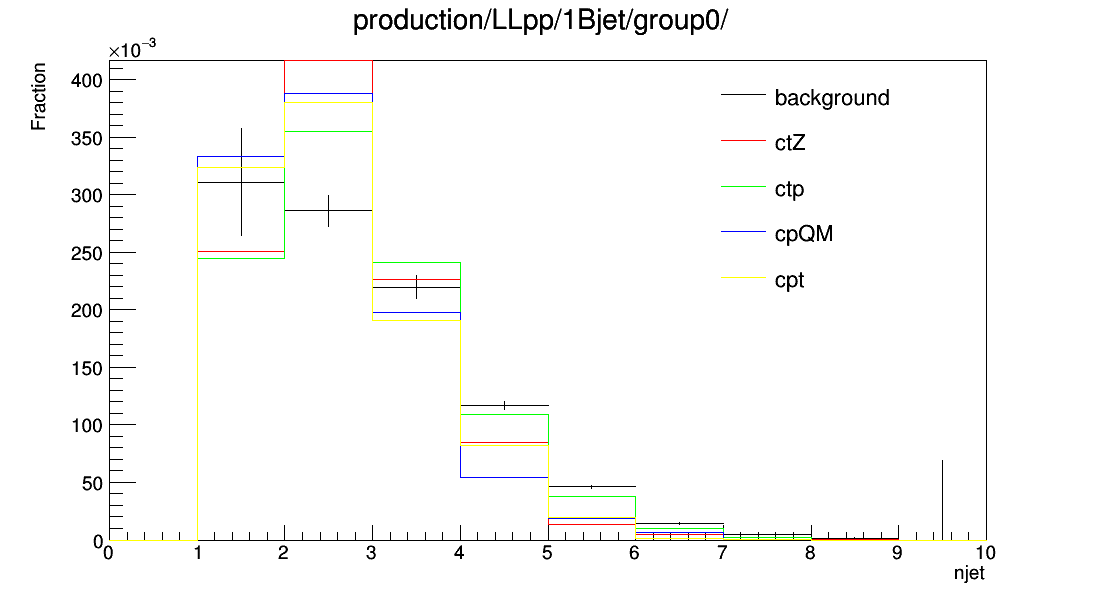 production/LLpp/1Bjet/group0/
×10⁻³
Fraction
400
350
300
250
200
150
100
50
0
0 1 2 3 4 5 6 7 8 9 10
njet
background
ctZ
ctp
cpQM
cpt